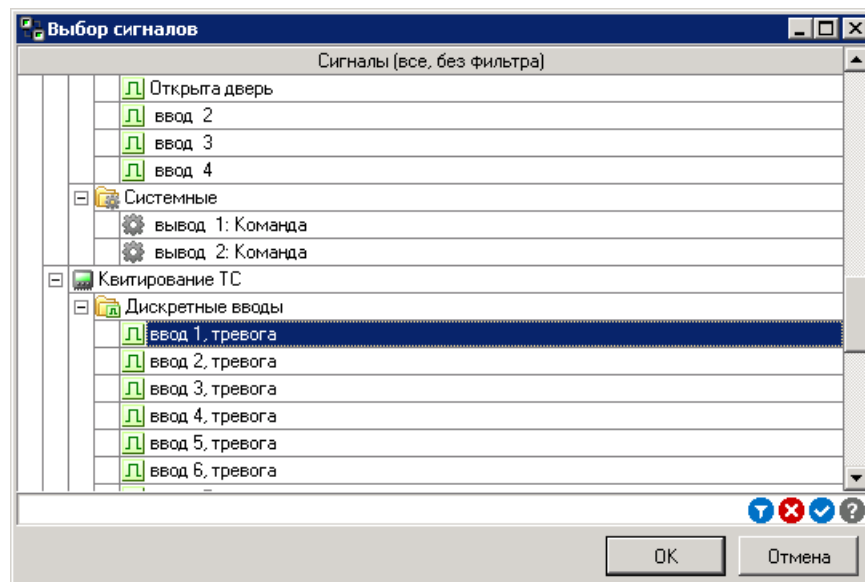 Выбор сигналов
Сигналы (все, без фильтра)
Открыта дверь
ввод 2
ввод 3
ввод 4
Системные
вывод 1: Команда
вывод 2: Команда
Квитирование ТС
Дискретные вводы
ввод 1, тревога
ввод 2, тревога
ввод 3, тревога
ввод 4, тревога
ввод 5, тревога
ввод 6, тревога
OK
Отмена